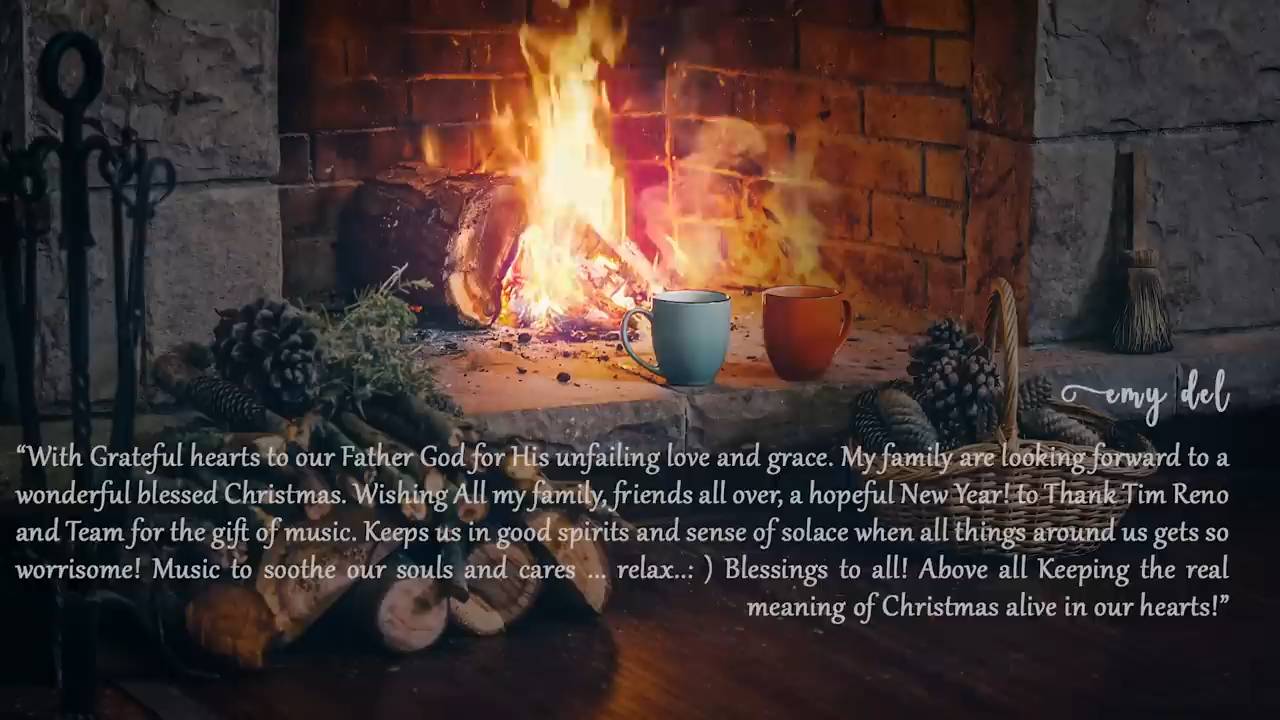 emy del
“With Grateful hearts to our Father God for His unfailing love and grace. My family are looking forward to a
wonderful blessed Christmas. Wishing All my family, friends all over, a hopeful New Year! to Thank Tim Reno
and Team for the gift of music. Keeps us in good spirits and sense of solace when all things around us gets so
worrisome! Music to soothe our souls and cares ... relax..: ) Blessings to all! Above all Keeping the real
meaning of Christmas alive in our hearts!”